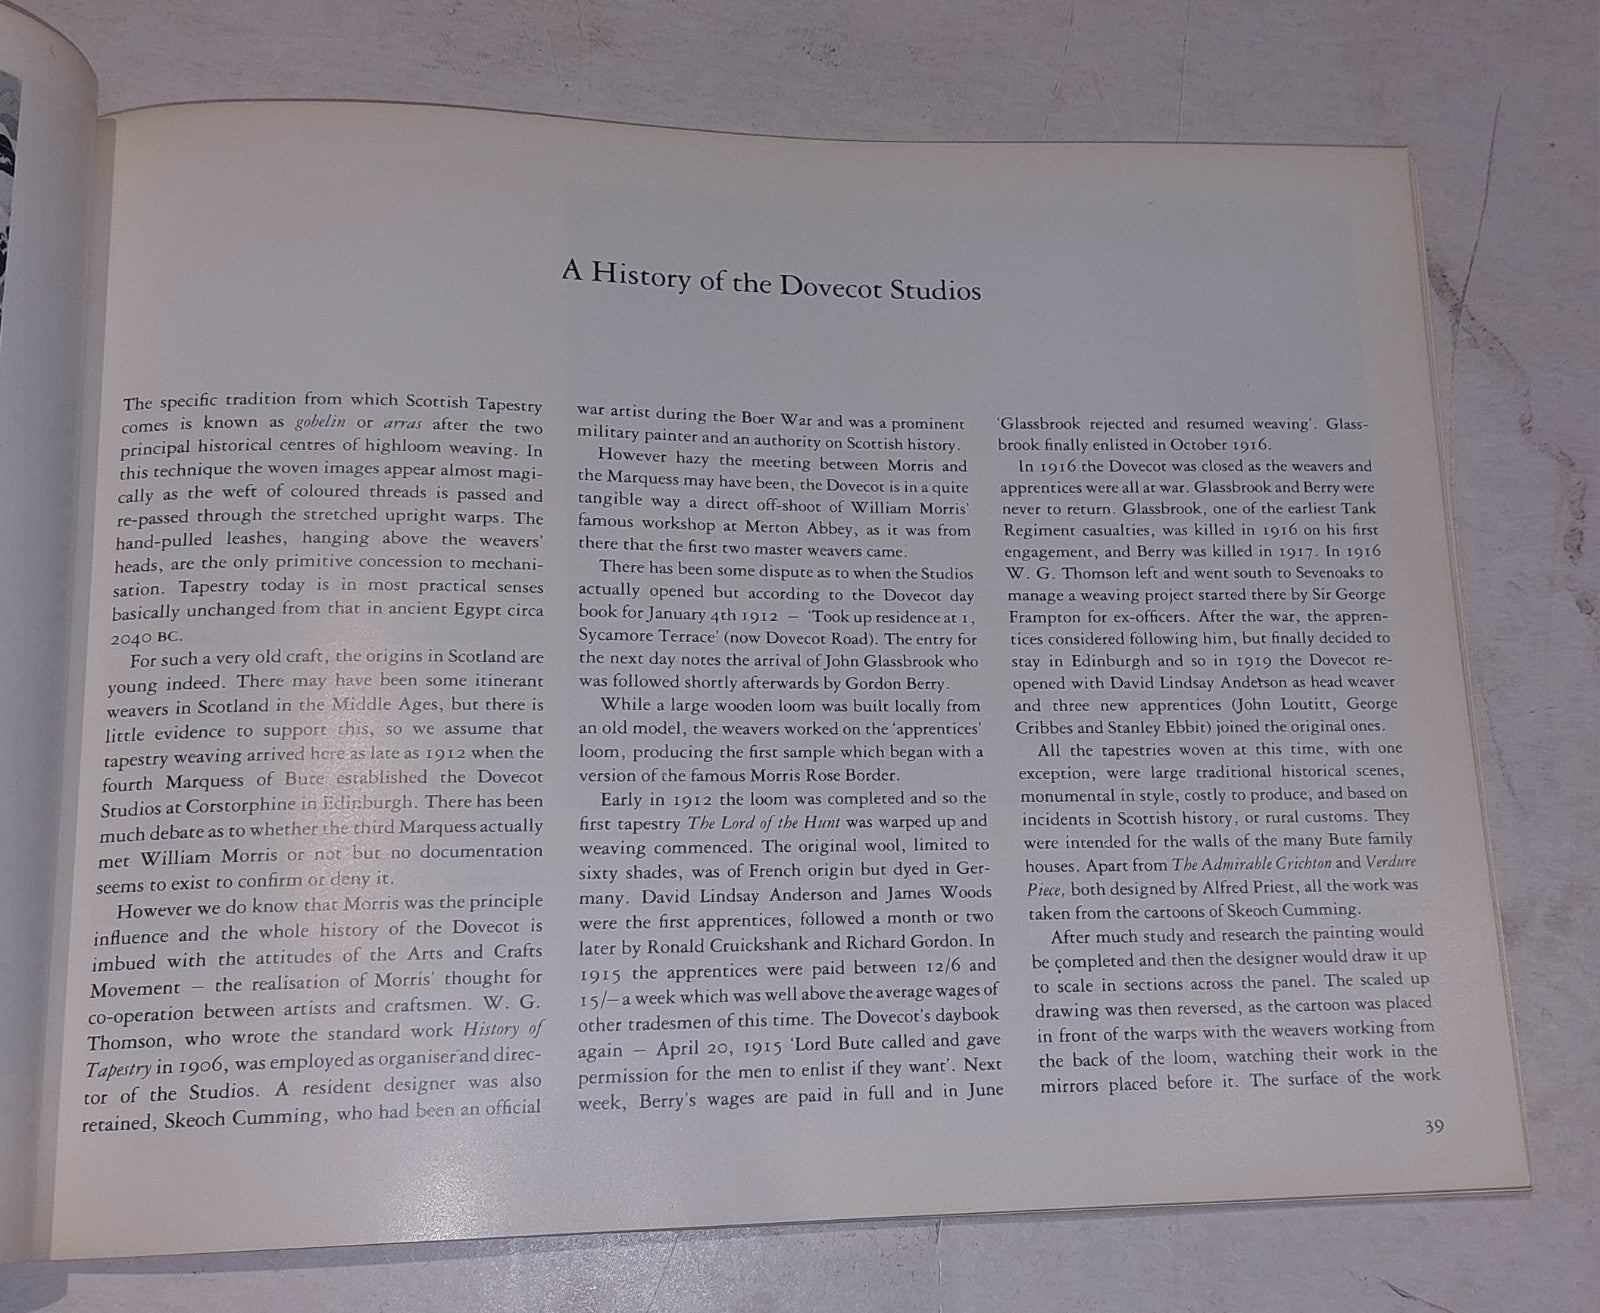 A History of the Dovecot Studios
The specific tradition from which Scottish Tapestry
comes is known as gobelin or arras after the two
principal historical centres of highloom weaving. In
this technique the woven images appear almost magi-
cally as the weft of coloured threads is passed and
re-passed through the stretched upright warps. The
hand-pulled leashes, hanging above the weavers'
heads, are the only primitive concession to mechani-
sation. Tapestry today is in most practical senses
basically unchanged from that in ancient Egypt circa
2040 BC.
For such a very old craft, the origins in Scotland are
young indeed. There may have been some itinerant
weavers in Scotland in the Middle Ages, but there is
little evidence to support this, so we assume that
tapestry weaving arrived here as late as 1912 when the
fourth Marquess of Bute established the Dovecot
Studios at Corstorphine in Edinburgh. There has been
much debate as to whether the third Marquess actually
met William Morris or not but no documentation
seems to exist to confirm or deny it.
However we do know that Morris was the principle
influence and the whole history of the Dovecot is
imbued with the attitudes of the Arts and Crafts
Movement – the realisation of Morris' thought for
co-operation between artists and craftsmen. W. G.
Thomson, who wrote the standard work History of
Tapestry in 1906, was employed as organiser and direc-
tor of the Studios. A resident designer was also
retained, Skeoch Cumming, who had been an official
war artist during the Boer War and was a prominent
military painter and an authority on Scottish history.
However hazy the meeting between Morris and
the Marquess may have been, the Dovecot is in a quite
tangible way a direct off-shoot of William Morris'
famous workshop at Merton Abbey, as it was from
there that the first two master weavers came.
There has been some dispute as to when the Studios
actually opened but according to the Dovecot day
book for January 4th 1912 – 'Took up residence at 1,
Sycamore Terrace' (now Dovecot Road). The entry for
the next day notes the arrival of John Glassbrook who
was followed shortly afterwards by Gordon Berry.
While a large wooden loom was built locally from
an old model, the weavers worked on the 'apprentices'
loom, producing the first sample which began with a
version of the famous Morris Rose Border.
Early in 1912 the loom was completed and so the
first tapestry The Lord of the Hunt was warped up and
weaving commenced. The original wool, limited to
sixty shades, was of French origin but dyed in Ger-
many. David Lindsay Anderson and James Woods
were the first apprentices, followed a month or two
later by Ronald Cruickshank and Richard Gordon. In
1915 the apprentices were paid between 12/6 and
15/– a week which was well above the average wages of
other tradesmen of this time. The Dovecot's daybook
again – April 20, 1915 'Lord Bute called and gave
permission for the men to enlist if they want'. Next
week, Berry's wages are paid in full and in June
'Glassbrook rejected and resumed weaving'. Glass-
brook finally enlisted in October 1916.
In 1916 the Dovecot was closed as the weavers and
apprentices were all at war. Glassbrook and Berry were
never to return. Glassbrook, one of the earliest Tank
Regiment casualties, was killed in 1916 on his first
engagement, and Berry was killed in 1917. In 1916
W. G. Thomson left and went south to Sevenoaks to
manage a weaving project started there by Sir George
Frampton for ex-officers. After the war, the appren-
tices considered following him, but finally decided to
stay in Edinburgh and so in 1919 the Dovecot re-
opened with David Lindsay Anderson as head weaver
and three new apprentices (John Loutitt, George
Cribbes and Stanley Ebbit) joined the original ones.
All the tapestries woven at this time, with one
exception, were large traditional historical scenes,
monumental in style, costly to produce, and based on
incidents in Scottish history, or rural customs. They
were intended for the walls of the many Bute family
houses. Apart from The Admirable Crichton and Verdure
Piece, both designed by Alfred Priest, all the work was
taken from the cartoons of Skeoch Cumming.
After much study and research the painting would
be completed and then the designer would draw it up
to scale in sections across the panel. The scaled up
drawing was then reversed, as the cartoon was placed
in front of the warps with the weavers working from
the back of the loom, watching their work in the
mirrors placed before it. The surface of the work
39